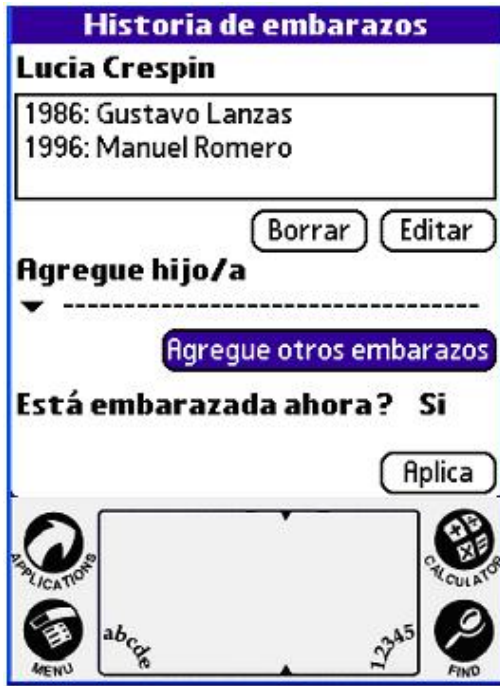 Historia de embarazos
Lucia Crespin
1986: Gustavo Lanzas
1996: Manuel Romero
Borrar Editar
Agregue hijo/a
----------------------------------
Agregue otros embarazos
Está embarazada ahora? Si
Aplica
APPLICATIONS
CALCULATOR
abcde
12345
MENU
FIND